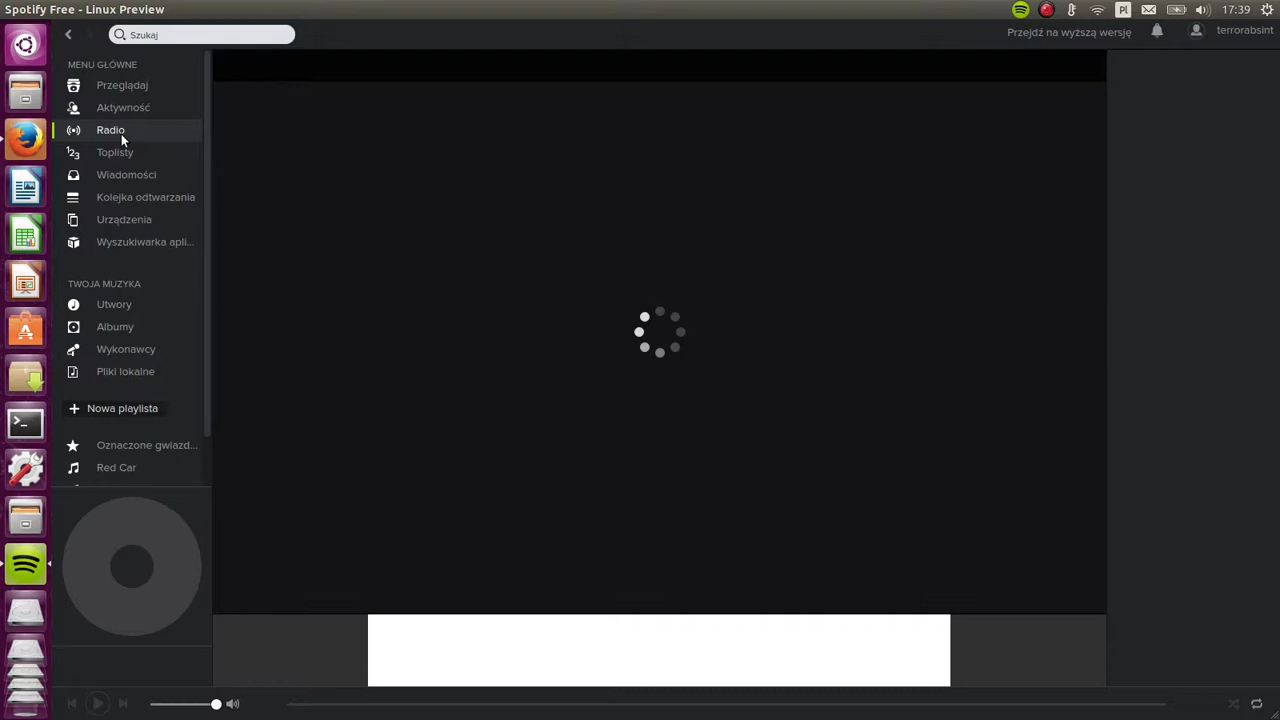 Spotify Free - Linux Preview
Pl
17:39
Szukaj
Przejdź na wyższą wersję
terrorabsint
MENU GŁÓWNE
Przeglądaj
Aktywność
Radio
Toplisty
Wiadomości
Kolejka odtwarzania
Urządzenia
Wyszukiwarka apli...
TWOJA MUZYKA
Utwory
Albumy
Wykonawcy
Pliki lokalne
Nowa playlista
Oznaczone gwiazd...
Red Car